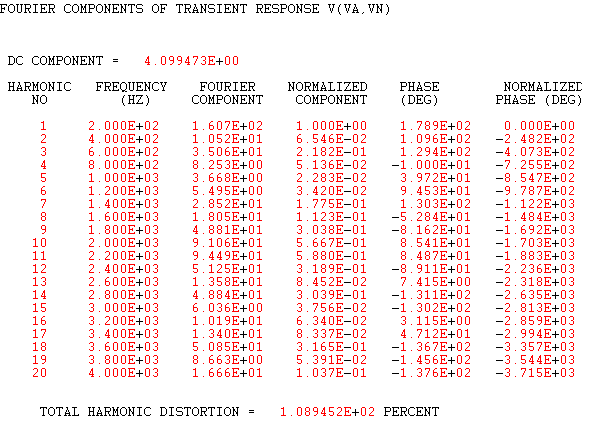 FOURIER COMPONENTS OF TRANSIENT RESPONSE V(VA,VN)
DC COMPONENT = 4.099473E+00
HARMONIC FREQUENCY FOURIER NORMALIZED PHASE NORMALIZED
NO (HZ) COMPONENT COMPONENT (DEG) PHASE (DEG)
1 2.000E+02 1.607E+02 1.000E+00 1.789E+02 0.000E+00
2 4.000E+02 1.052E+01 6.546E-02 1.096E+02 -2.482E+02
3 6.000E+02 3.506E+01 2.182E-01 1.294E+02 -4.073E+02
4 8.000E+02 8.253E+00 5.136E-02 -1.000E+01 -7.255E+02
5 1.000E+03 3.668E+00 2.283E-02 3.972E+01 -8.547E+02
6 1.200E+03 5.495E+00 3.420E-02 9.453E+01 -9.787E+02
7 1.400E+03 2.852E+01 1.775E-01 1.303E+02 -1.122E+03
8 1.600E+03 1.805E+01 1.123E-01 -5.284E+01 -1.484E+03
9 1.800E+03 4.881E+01 3.038E-01 -8.162E+01 -1.692E+03
10 2.000E+03 9.106E+01 5.667E-01 8.541E+01 -1.703E+03
11 2.200E+03 9.449E+01 5.880E-01 8.487E+01 -1.883E+03
12 2.400E+03 5.125E+01 3.189E-01 -8.911E+01 -2.236E+03
13 2.600E+03 1.358E+01 8.452E-02 7.415E+00 -2.318E+03
14 2.800E+03 4.884E+01 3.039E-01 -1.311E+02 -2.635E+03
15 3.000E+03 6.036E+00 3.756E-02 -1.302E+02 -2.813E+03
16 3.200E+03 1.019E+01 6.340E-02 3.115E+00 -2.859E+03
17 3.400E+03 1.340E+01 8.337E-02 4.712E+01 -2.994E+03
18 3.600E+03 5.085E+01 3.165E-01 -1.367E+02 -3.357E+03
19 3.800E+03 8.663E+00 5.391E-02 -1.456E+02 -3.544E+03
20 4.000E+03 1.666E+01 1.037E-01 -1.376E+02 -3.715E+03
TOTAL HARMONIC DISTORTION = 1.089452E+02 PERCENT